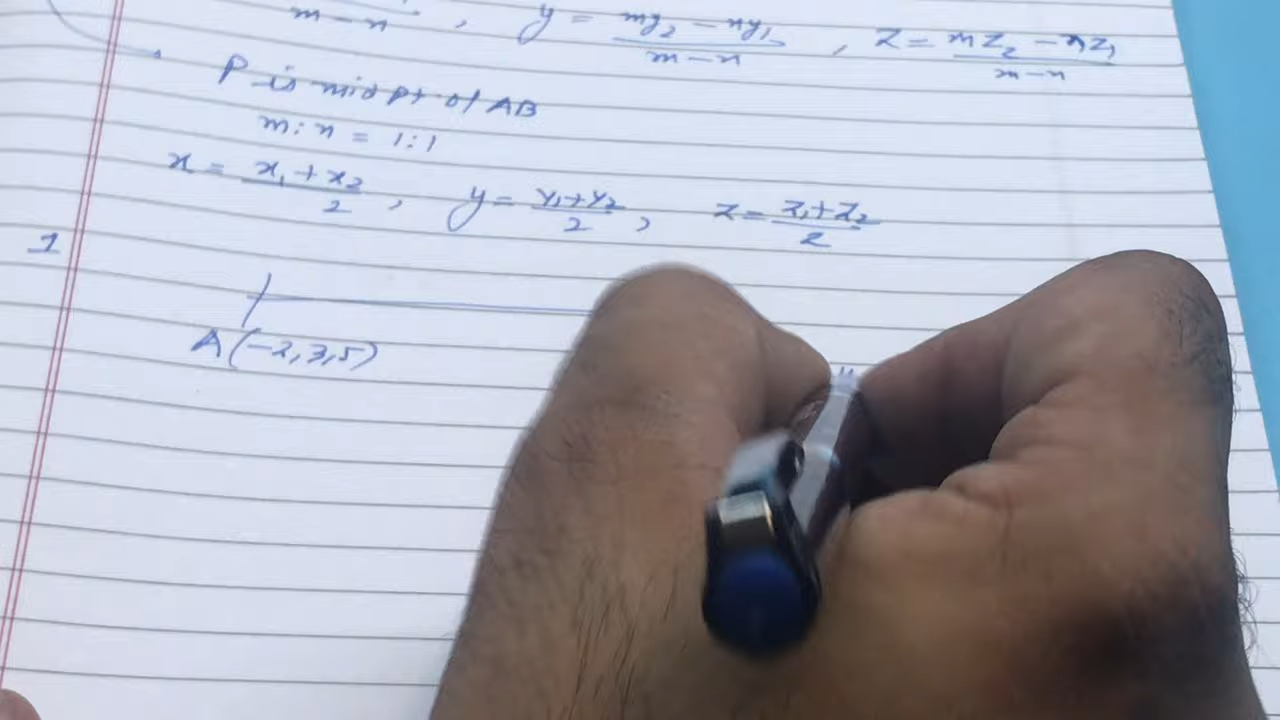 m-n , y = my₂ - ny₁ / m-n , z = mz₂ - nz₁ / m-n
P is mid pt of AB
m:n = 1:1
x = x₁ + x₂ / 2 , y = y₁+y₂ / 2 , z = z₁+z₂ / 2
1
A(-2,3,5)